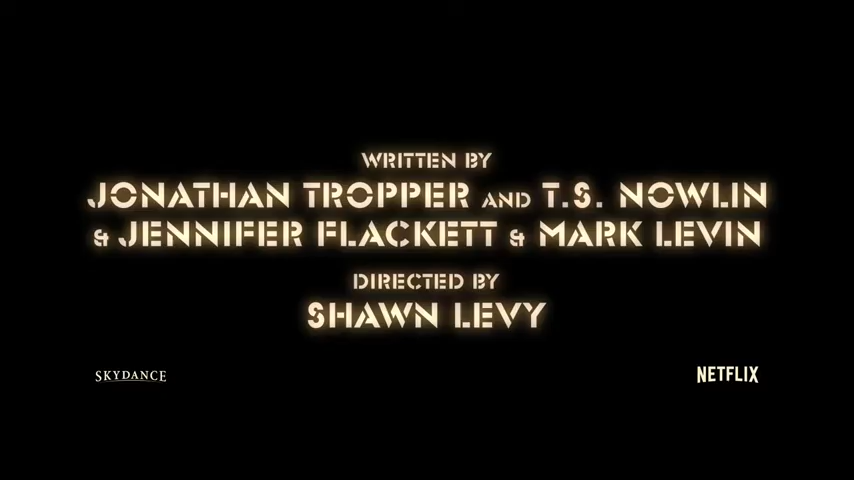 WRITTEN BY
JONATHAN TROPPER AND T.S. NOWLIN
& JENNIFER FLACKETT & MARK LEVIN
DIRECTED BY
SHAWN LEVY
SKYDANCE
NETFLIX